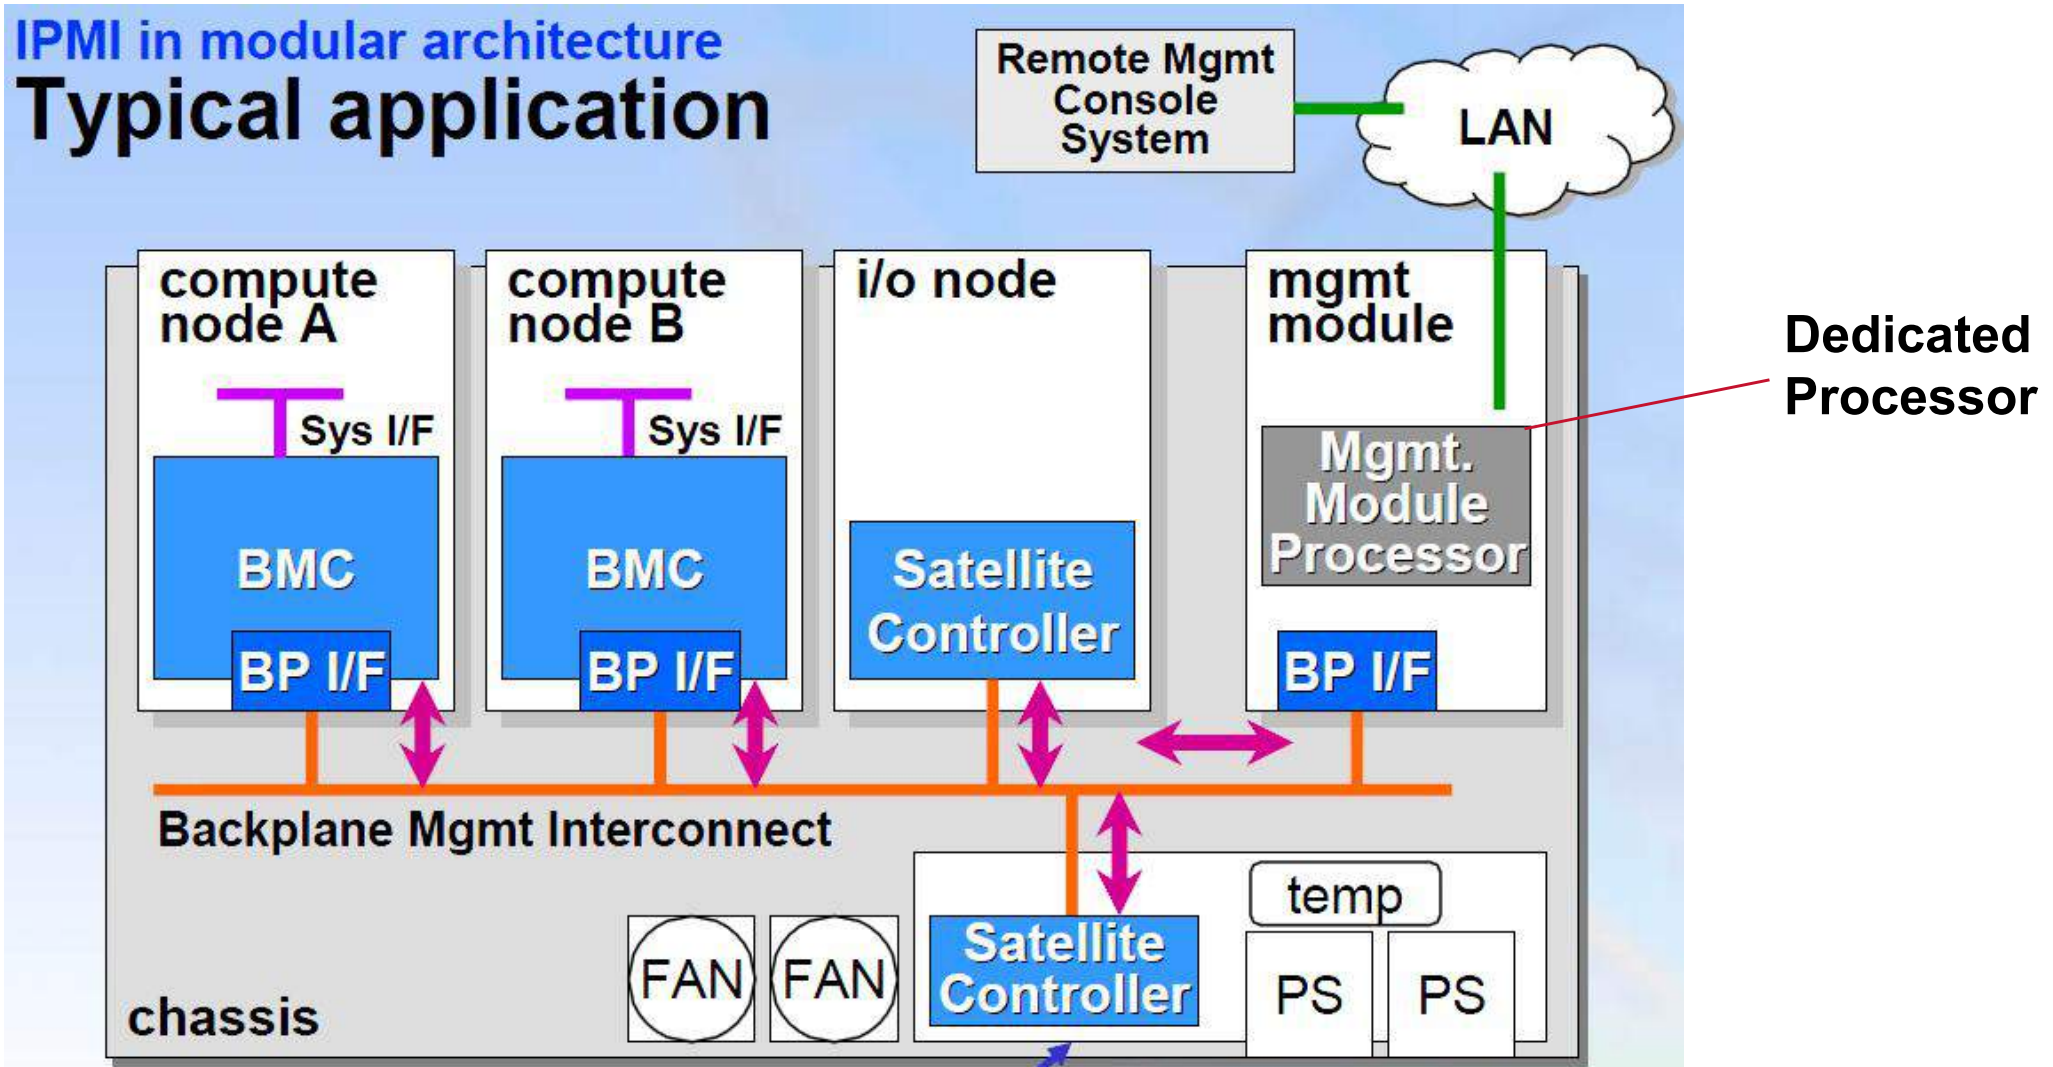 IPMI in modular architecture
Typical application
Remote Mgmt
Console
System
LAN
compute
node A
Sys I/F
BMC
BP I/F
compute
node B
Sys I/F
BMC
BP I/F
i/o node
Satellite
Controller
mgmt
module
Mgmt.
Module
Processor
BP I/F
Dedicated
Processor
Backplane Mgmt Interconnect
chassis
FAN
FAN
Satellite
Controller
temp
PS
PS